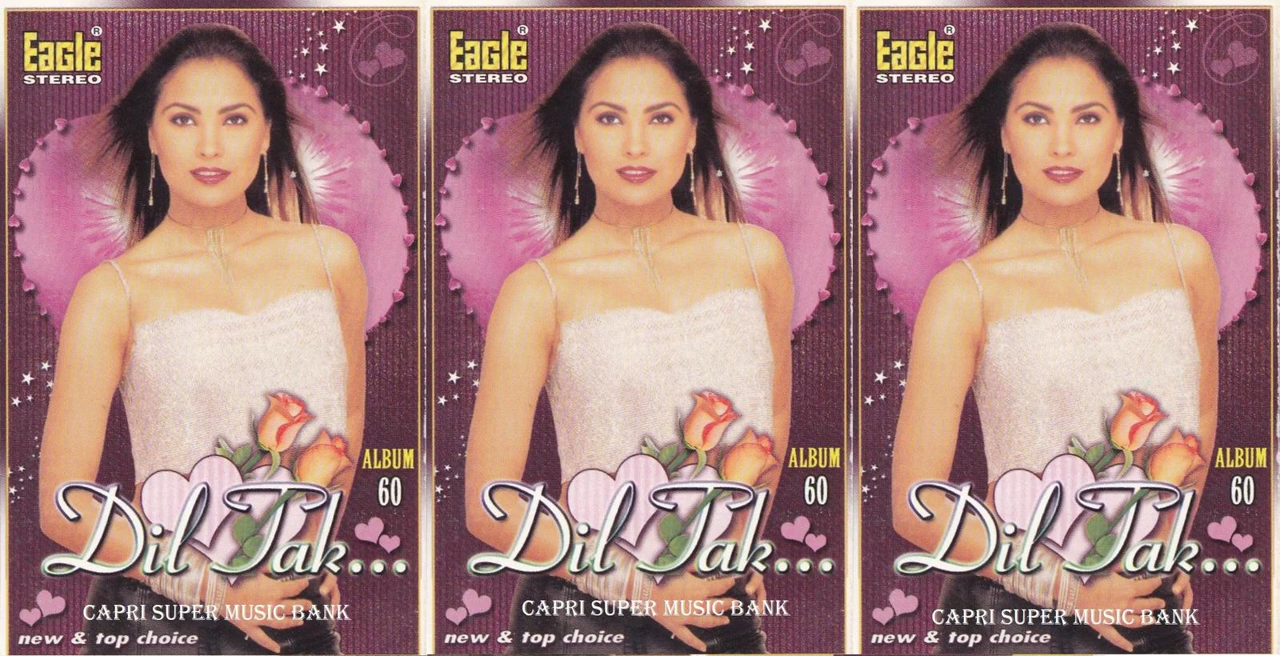 Eagle®
STEREO
ALBUM
60
Dil Tak...
CAPRI SUPER MUSIC BANK
new & top choice
Eagle®
STEREO
ALBUM
60
Dil Tak...
CAPRI SUPER MUSIC BANK
new & top choice
Eagle®
STEREO
ALBUM
60
Dil Tak...
CAPRI SUPER MUSIC BANK
new & top choice